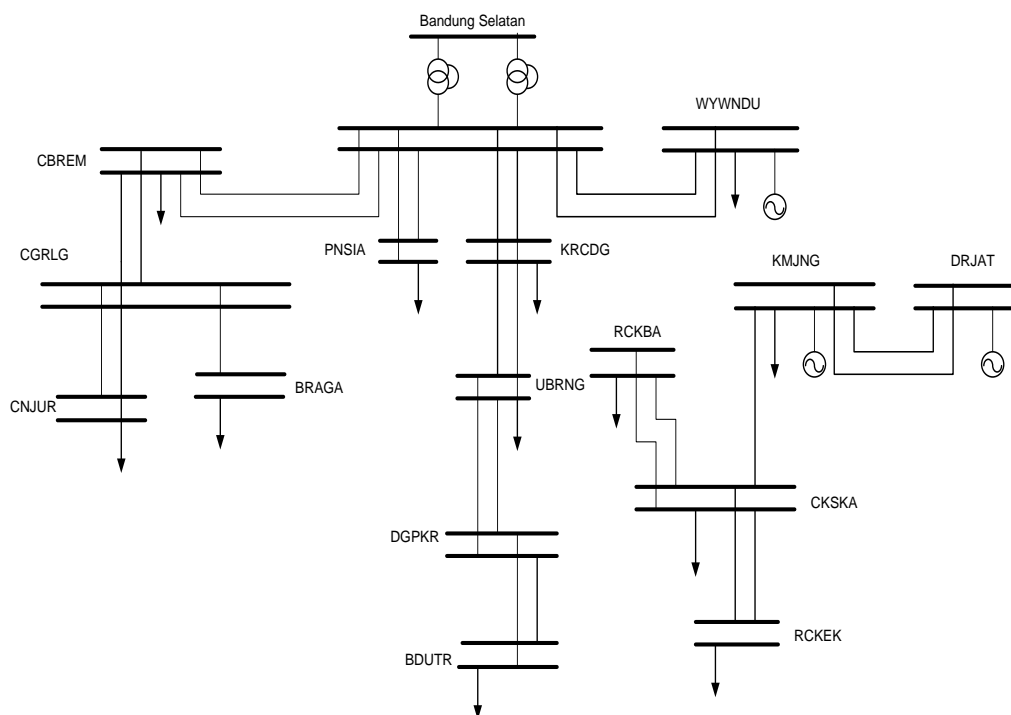 Bandung Selatan
WYWNDU
CBREM
CGRLG
PNSIA
KRCDG
KMJNG
DRJAT
RCKBA
BRAGA
UBRNG
CNJUR
CKSKA
DGPKR
RCKEK
BDUTR